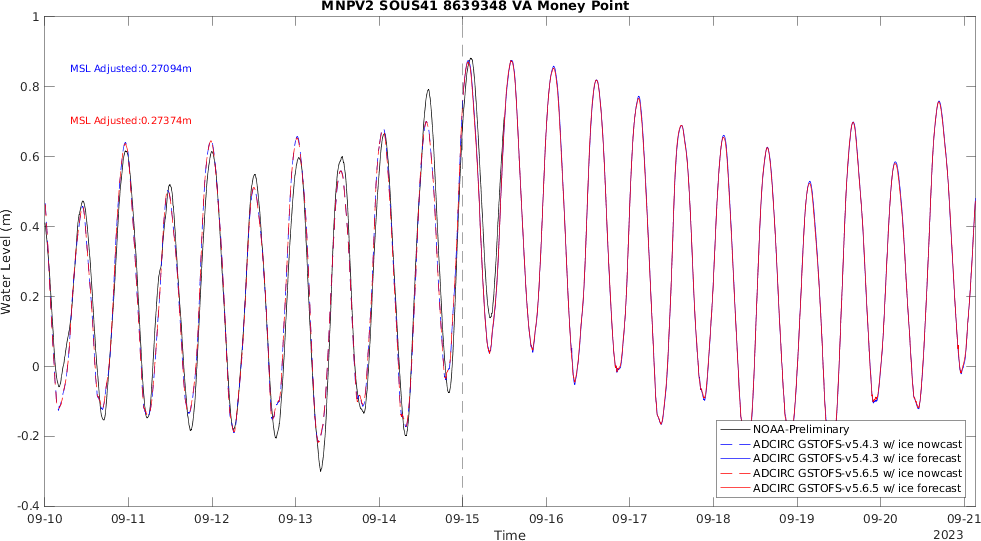 MNPV2 SOUS41 8639348 VA Money Point
MSL Adjusted:0.27094m
MSL Adjusted:0.27374m
1
0.8
0.6
0.4
0.2
0
-0.2
-0.4
Water Level (m)
NOAA-Preliminary
ADCIRC GSTOFS-v5.4.3 w/ ice nowcast
ADCIRC GSTOFS-v5.4.3 w/ ice forecast
ADCIRC GSTOFS-v5.6.5 w/ ice nowcast
ADCIRC GSTOFS-v5.6.5 w/ ice forecast
09-10 09-11 09-12 09-13 09-14 09-15 09-16 09-17 09-18 09-19 09-20 09-21
Time
2023